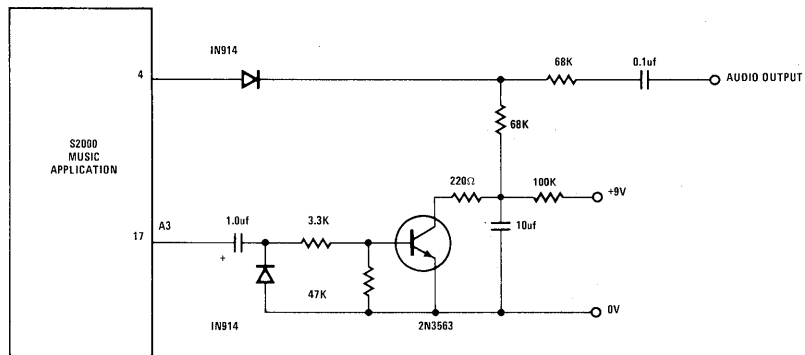 IN914
4
68K
0.1uf
AUDIO OUTPUT
68K
S2000
MUSIC
APPLICATION
220Ω
100K
+9V
A3
1.0uf
3.3K
10uf
17
+
47K
0V
IN914
2N3563